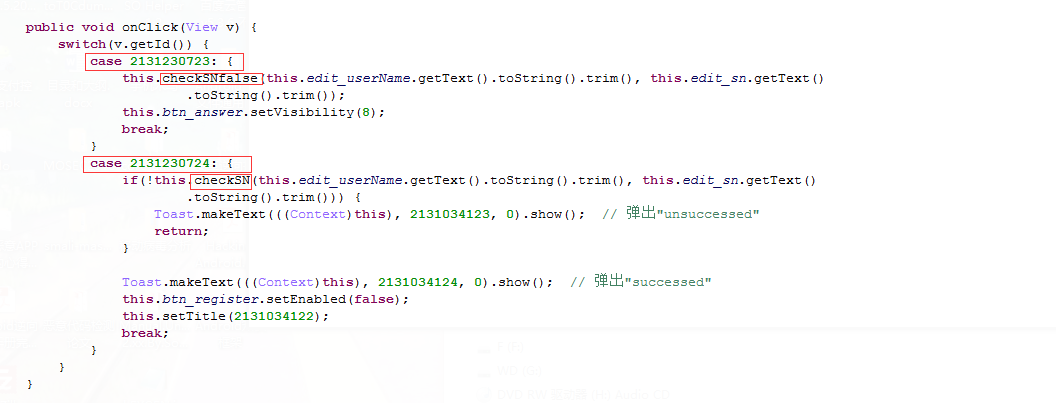 public void onClick(View v) {
switch(v.getId()) {
case 2131230723: {
this.checkSNfalse(this.edit_userName.getText().toString().trim(), this.edit_sn.getText()
.toString().trim());
this.btn_answer.setVisibility(8);
break;
}
case 2131230724: {
if(!this.checkSN(this.edit_userName.getText().toString().trim(), this.edit_sn.getText()
.toString().trim())) {
Toast.makeText(((Context)this), 2131034123, 0).show();  // 弹出"unsuccessed"
return;
}
Toast.makeText(((Context)this), 2131034124, 0).show();  // 弹出"successed"
this.btn_register.setEnabled(false);
this.setTitle(2131034122);
break;
}
}
}